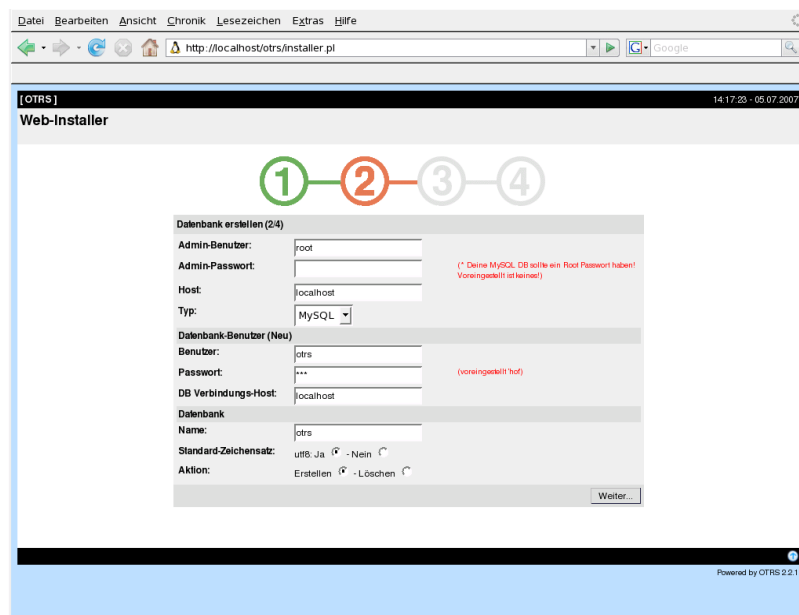 Datei Bearbeiten Ansicht Chronik Lesezeichen Extras Hilfe
http://localhost/otrs/installer.pl
G Google
[ OTRS ] 14:17:23 - 05.07.2007
Web-Installer
1 2 3 4
Datenbank erstellen (2/4)
Admin-Benutzer: root
Admin-Passwort: (* Deine MySQL DB sollte ein Root Passwort haben!
Voreingestellt ist keines!)
Host: localhost
Typ: MySQL
Datenbank-Benutzer (Neu)
Benutzer: otrs
Passwort: *** (voreingestellt 'hot')
DB Verbindungs-Host: localhost
Datenbank
Name: otrs
Standard-Zeichensatz: utf8: Ja - Nein
Aktion: Erstellen - Löschen
Weiter...
Powered by OTRS 2.2.1